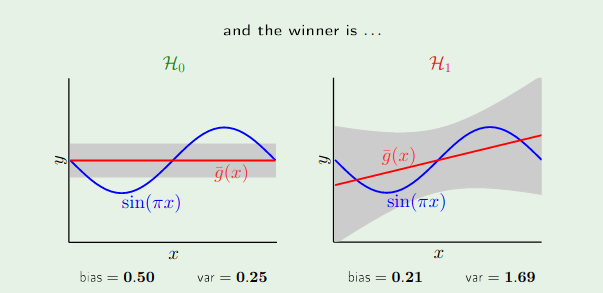 and the winner is ...
ℋ₀
ℋ₁
y
ḡ(x)
sin(πx)
x
y
ḡ(x)
sin(πx)
x
bias = 0.50 var = 0.25
bias = 0.21 var = 1.69